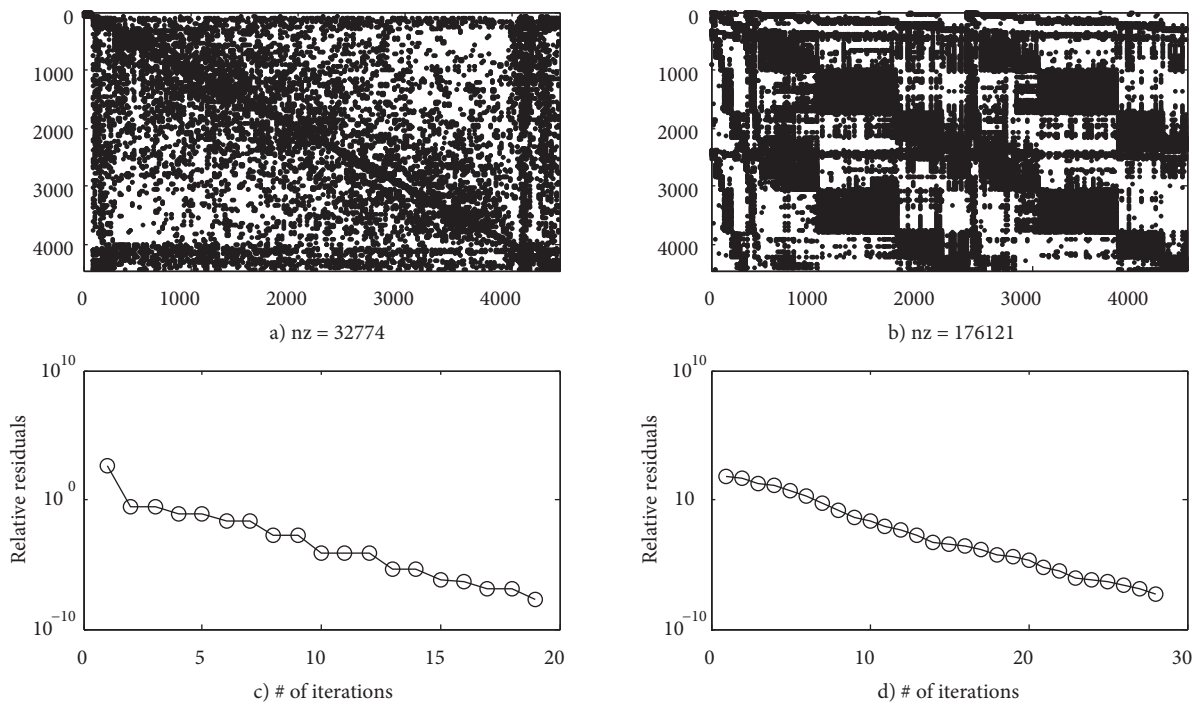 0
1000
2000
3000
4000
0 1000 2000 3000 4000
a) nz = 32774
0
1000
2000
3000
4000
0 1000 2000 3000 4000
b) nz = 176121
Relative residuals
10^10
10^0
10^−10
0 5 10 15 20
c) # of iterations
Relative residuals
10^10
10
10^−10
0 10 20 30
d) # of iterations